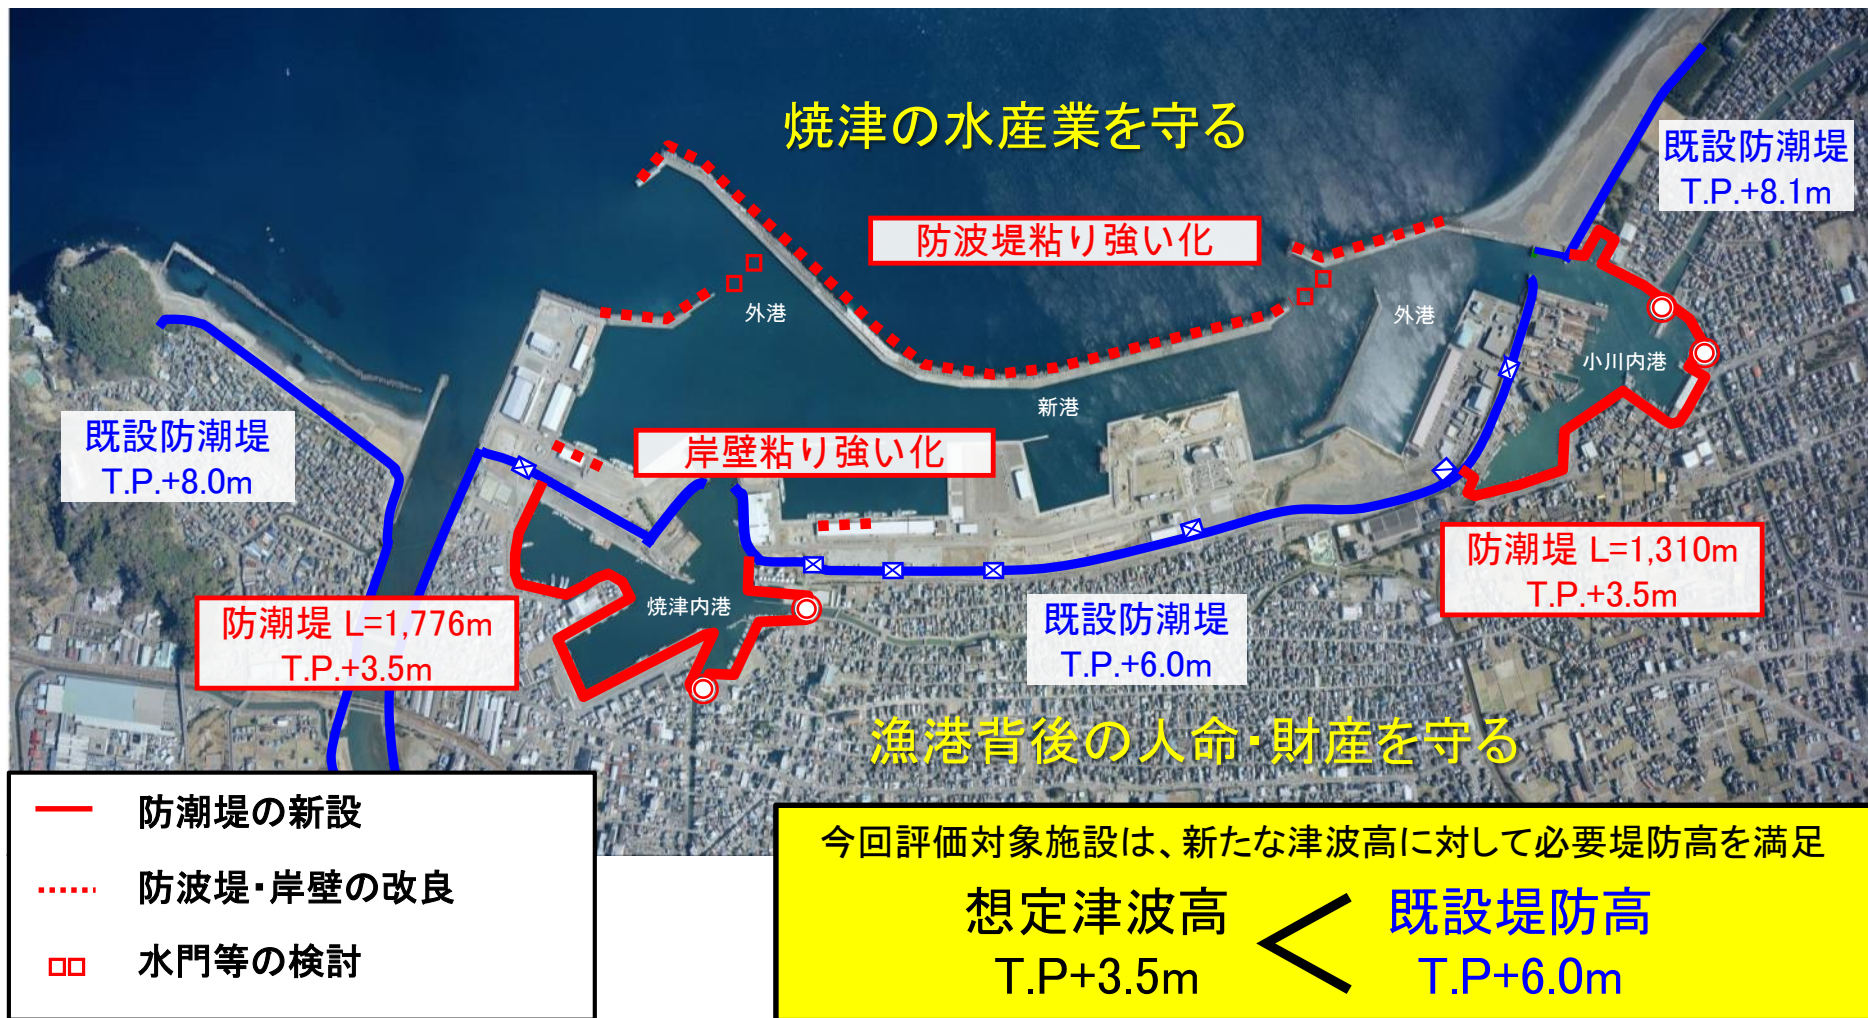 焼津の水産業を守る
既設防潮堤
T.P.+8.1m
防波堤粘り強い化
外港
外港
小川内港
新港
既設防潮堤
T.P.+8.0m
岸壁粘り強い化
防潮堤 L=1,776m
T.P.+3.5m
焼津内港
既設防潮堤
T.P.+6.0m
防潮堤 L=1,310m
T.P.+3.5m
漁港背後の人命・財産を守る
防潮堤の新設
防波堤・岸壁の改良
水門等の検討
今回評価対象施設は、新たな津波高に対して必要堤防高を満足
想定津波高 < 既設堤防高
T.P+3.5m T.P+6.0m